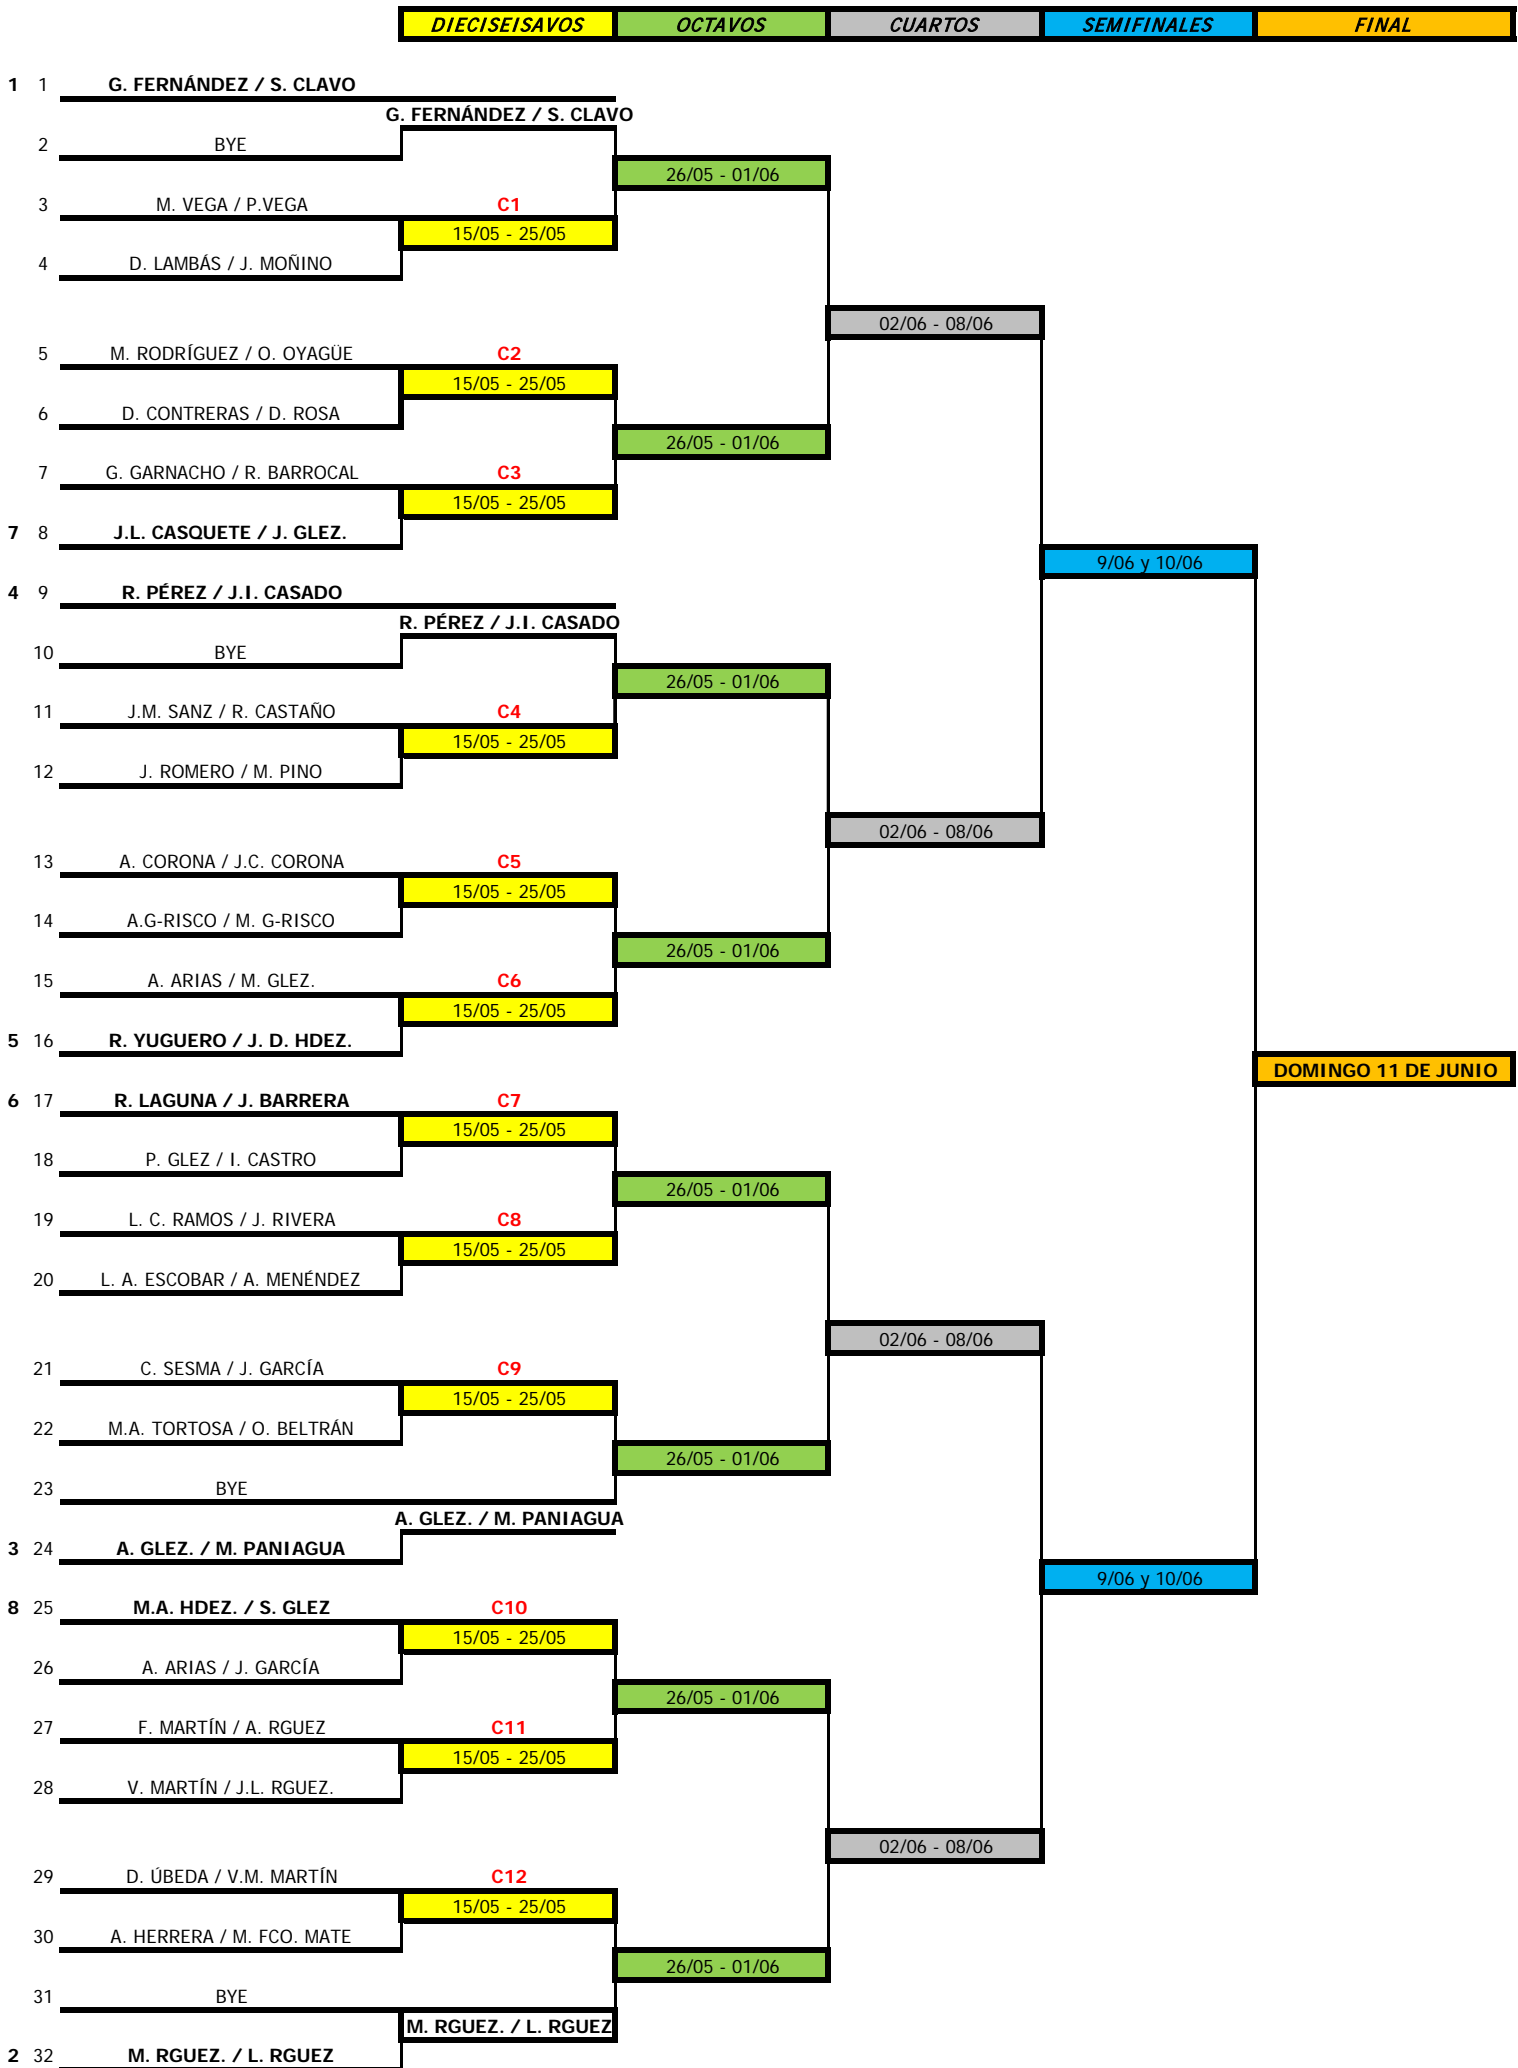 DIECISEISAVOS OCTAVOS CUARTOS SEMIFINALES FINAL
1 1 G. FERNÁNDEZ / S. CLAVO
G. FERNÁNDEZ / S. CLAVO
2 BYE
26/05 - 01/06
3 M. VEGA / P.VEGA C1
15/05 - 25/05
4 D. LAMBÁS / J. MOÑINO
02/06 - 08/06
5 M. RODRÍGUEZ / O. OYAGÜE C2
15/05 - 25/05
6 D. CONTRERAS / D. ROSA
26/05 - 01/06
7 G. GARNACHO / R. BARROCAL C3
15/05 - 25/05
7 8 J.L. CASQUETE / J. GLEZ.
9/06 y 10/06
4 9 R. PÉREZ / J.I. CASADO
R. PÉREZ / J.I. CASADO
10 BYE
26/05 - 01/06
11 J.M. SANZ / R. CASTAÑO C4
15/05 - 25/05
12 J. ROMERO / M. PINO
02/06 - 08/06
13 A. CORONA / J.C. CORONA C5
15/05 - 25/05
14 A.G-RISCO / M. G-RISCO
26/05 - 01/06
15 A. ARIAS / M. GLEZ. C6
15/05 - 25/05
5 16 R. YUGUERO / J. D. HDEZ.
DOMINGO 11 DE JUNIO
6 17 R. LAGUNA / J. BARRERA C7
15/05 - 25/05
18 P. GLEZ / I. CASTRO
26/05 - 01/06
19 L. C. RAMOS / J. RIVERA C8
15/05 - 25/05
20 L. A. ESCOBAR / A. MENÉNDEZ
02/06 - 08/06
21 C. SESMA / J. GARCÍA C9
15/05 - 25/05
22 M.A. TORTOSA / O. BELTRÁN
26/05 - 01/06
23 BYE
A. GLEZ. / M. PANIAGUA
3 24 A. GLEZ. / M. PANIAGUA
9/06 y 10/06
8 25 M.A. HDEZ. / S. GLEZ C10
15/05 - 25/05
26 A. ARIAS / J. GARCÍA
26/05 - 01/06
27 F. MARTÍN / A. RGUEZ C11
15/05 - 25/05
28 V. MARTÍN / J.L. RGUEZ.
02/06 - 08/06
29 D. ÚBEDA / V.M. MARTÍN C12
15/05 - 25/05
30 A. HERRERA / M. FCO. MATE
26/05 - 01/06
31 BYE
M. RGUEZ. / L. RGUEZ
2 32 M. RGUEZ. / L. RGUEZ